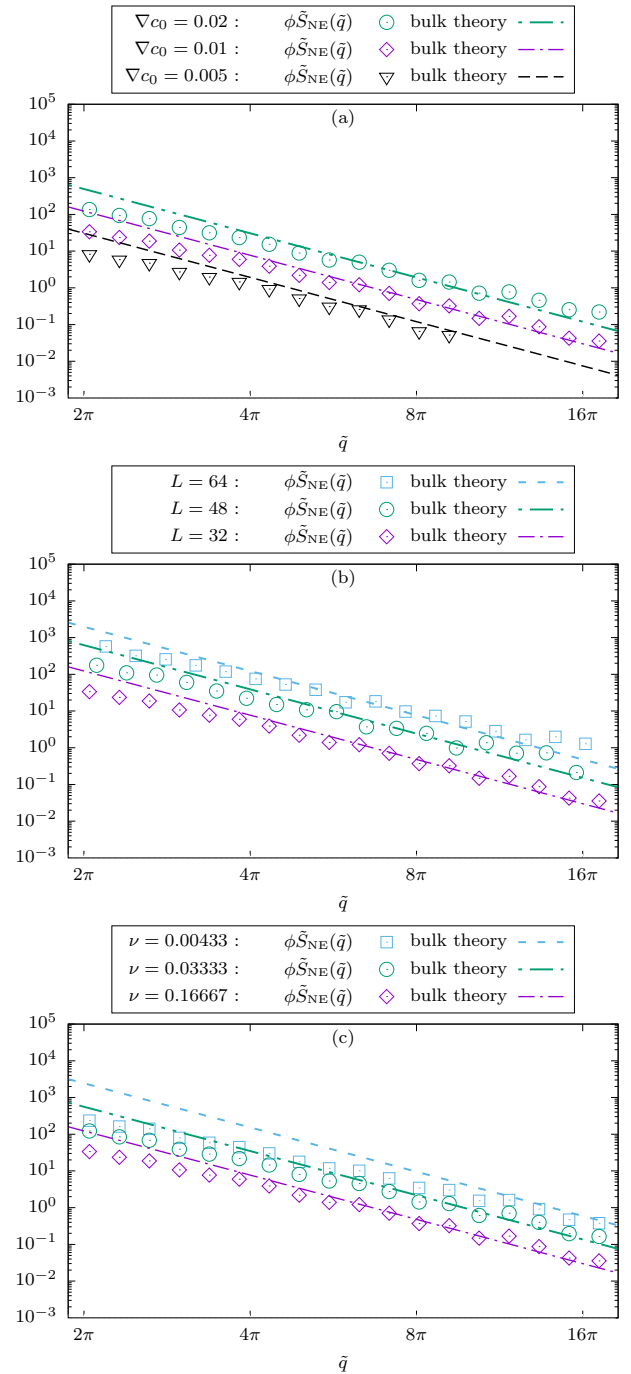 ∇c₀ = 0.02 : ϕS̃_NE(q̃) bulk theory
∇c₀ = 0.01 : ϕS̃_NE(q̃) bulk theory
∇c₀ = 0.005 : ϕS̃_NE(q̃) bulk theory
(a)
10⁵
10⁴
10³
10²
10¹
10⁰
10⁻¹
10⁻²
10⁻³
2π 4π 8π 16π
q̃
L = 64 : ϕS̃_NE(q̃) bulk theory
L = 48 : ϕS̃_NE(q̃) bulk theory
L = 32 : ϕS̃_NE(q̃) bulk theory
(b)
10⁵
10⁴
10³
10²
10¹
10⁰
10⁻¹
10⁻²
10⁻³
2π 4π 8π 16π
q̃
ν = 0.00433 : ϕS̃_NE(q̃) bulk theory
ν = 0.03333 : ϕS̃_NE(q̃) bulk theory
ν = 0.16667 : ϕS̃_NE(q̃) bulk theory
(c)
10⁵
10⁴
10³
10²
10¹
10⁰
10⁻¹
10⁻²
10⁻³
2π 4π 8π 16π
q̃